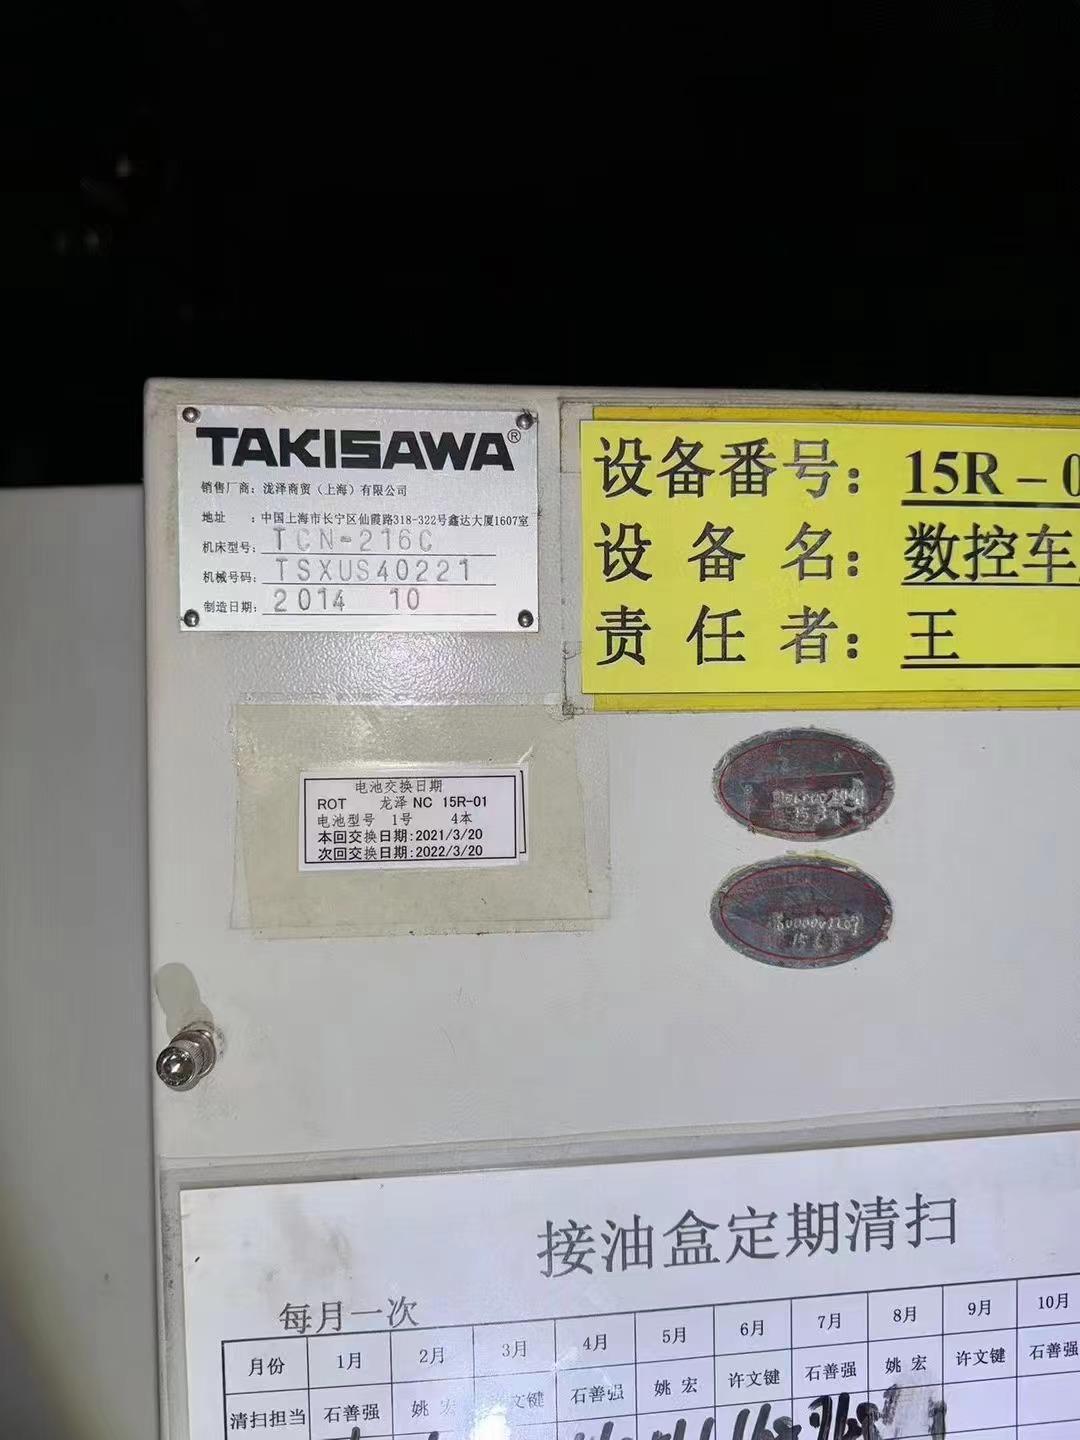 TAKISAWA®
销售厂商：泷泽商贸（上海）有限公司
地址 ：中国上海市长宁区仙霞路318-322号鑫达大厦1607室
机床型号：TCN-216C
机械号码：TSXUS40221
制造日期：2014 10
设备番号：15R-0
设备名：数控车
责任者：王
电池交换日期
ROT 龙泽 NC 15R-01
电池型号 1号 4本
本回交换日期:2021/3/20
次回交换日期:2022/3/20
接油盒定期清扫
每月一次
月份 1月 2月 3月 4月 5月 6月 7月 8月 9月 10月
清扫担当 石善强 姚宏 文键 石善强 姚宏 许文键 石善强 姚宏 许文键 石善强